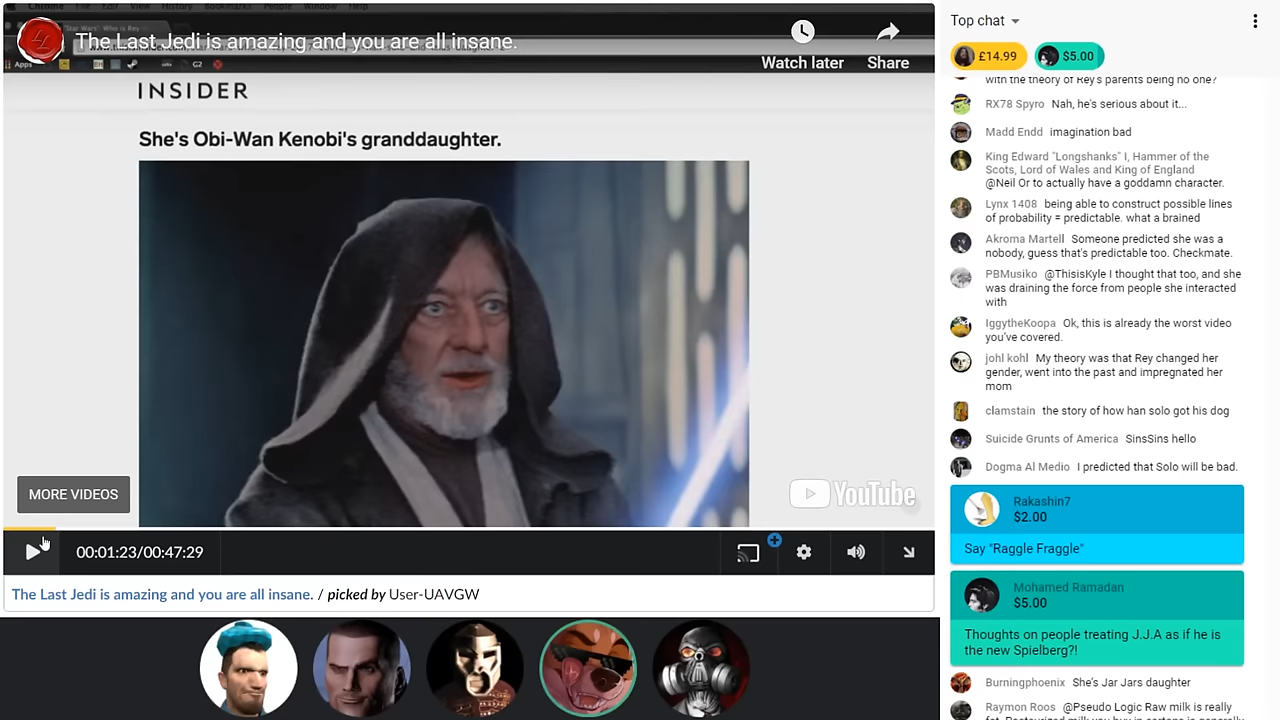 Chrome File Edit View History Bookmarks People Window Help
The Last Jedi is amazing and you are all insane.
Watch later
Share
Apps
G2
INSIDER
She's Obi-Wan Kenobi's granddaughter.
MORE VIDEOS
YouTube
00:01:23/00:47:29
The Last Jedi is amazing and you are all insane. / picked by User-UAVGW
Top chat
£14.99
$5.00
with the theory of Rey's parents being no one?
RX78 Spyro Nah, he's serious about it...
Madd Endd imagination bad
King Edward "Longshanks" I, Hammer of the
Scots, Lord of Wales and King of England
@Neil Or to actually have a goddamn character.
Lynx 1408 being able to construct possible lines
of probability = predictable. what a brained
Akroma Martell Someone predicted she was a
nobody, guess that's predictable too. Checkmate.
PBMusiko @ThisisKyle I thought that too, and she
was draining the force from people she interacted
with
IggytheKoopa Ok, this is already the worst video
you've covered.
johl kohl My theory was that Rey changed her
gender, went into the past and impregnated her
mom
clamstain the story of how han solo got his dog
Suicide Grunts of America SinsSins hello
Dogma Al Medio I predicted that Solo will be bad.
Rakashin7
$2.00
Say "Raggle Fraggle"
Mohamed Ramadan
$5.00
Thoughts on people treating J.J.A as if he is
the new Spielberg?!
Burningphoenix She's Jar Jars daughter
Raymon Roos @Pseudo Logic Raw milk is really